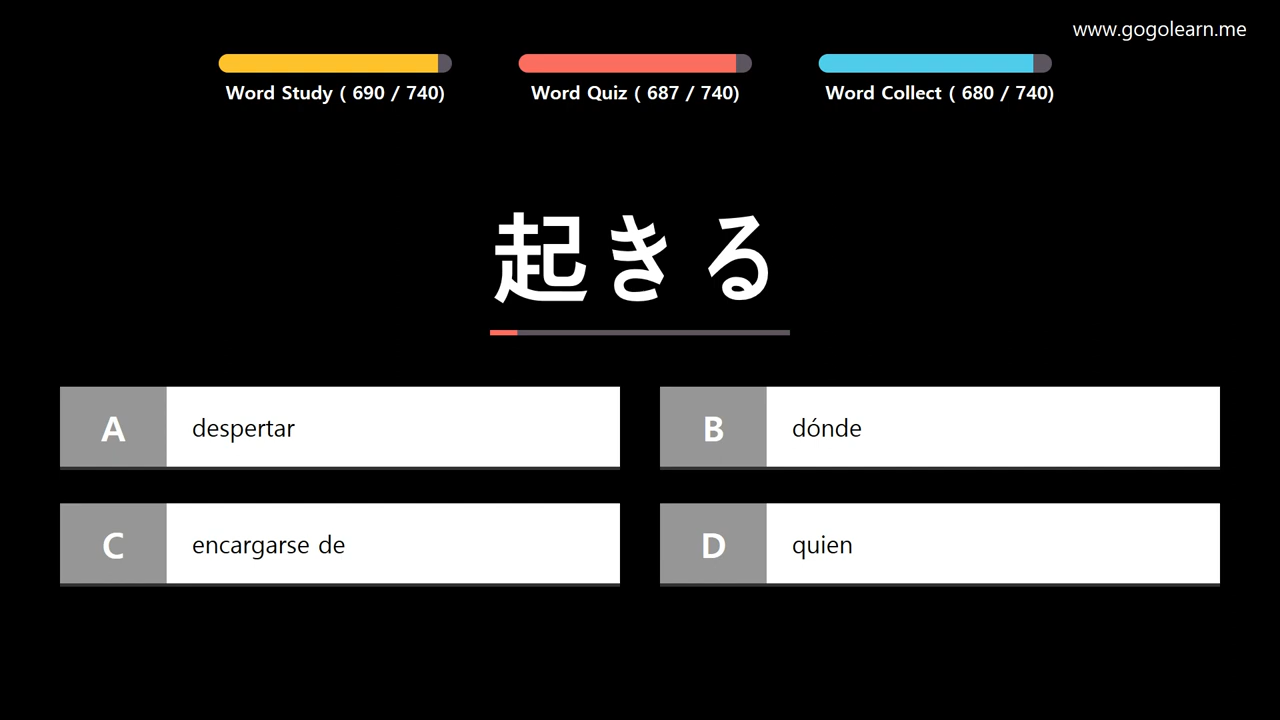 www.gogolearn.me
Word Study ( 690 / 740)
Word Quiz ( 687 / 740)
Word Collect ( 680 / 740)
起きる
A despertar
B dónde
C encargarse de
D quien